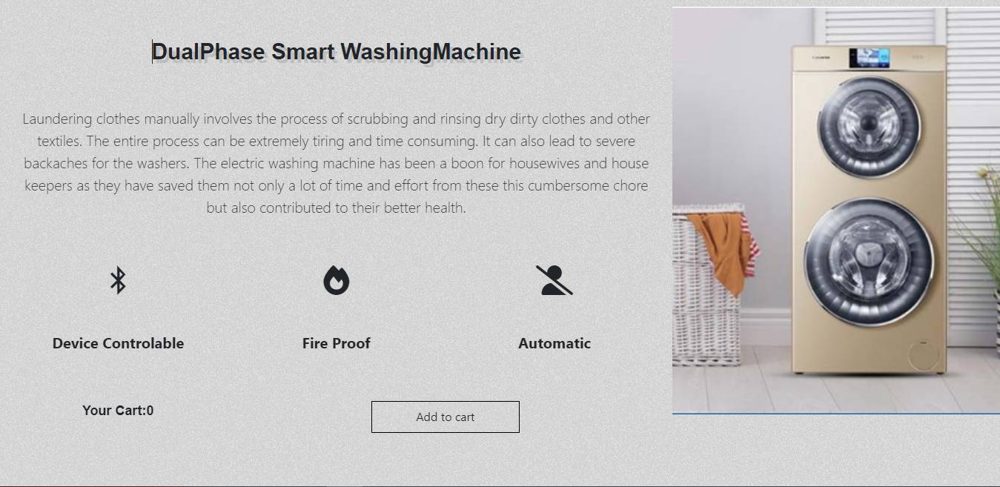 DualPhase Smart WashingMachine
Laundering clothes manually involves the process of scrubbing and rinsing dry dirty clothes and other
textiles. The entire process can be extremely tiring and time consuming. It can also lead to severe
backaches for the washers. The electric washing machine has been a boon for housewives and house
keepers as they have saved them not only a lot of time and effort from these this cumbersome chore
but also contributed to their better health.
Device Controlable
Fire Proof
Automatic
Your Cart:0
Add to cart